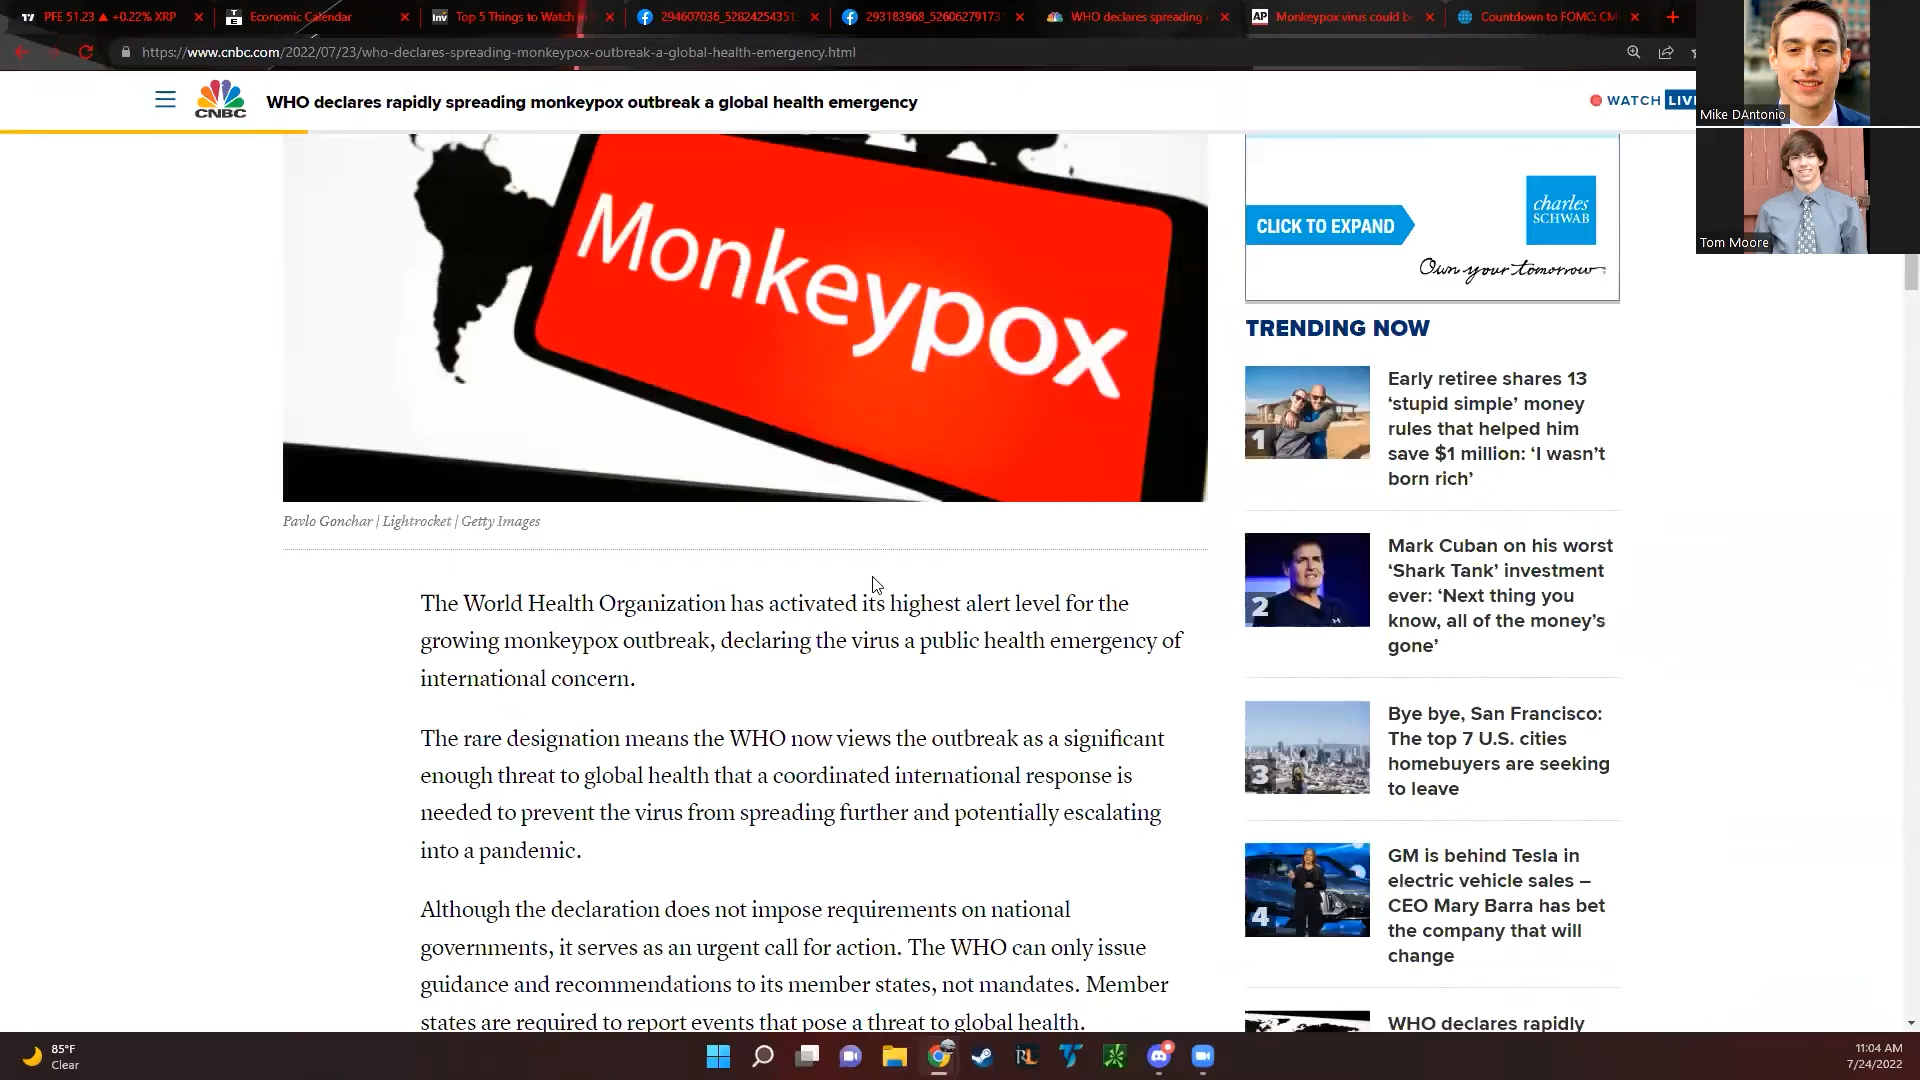 PFE 51.23 ▲ +0.22% XRP
Economic Calendar
Top 5 Things to Watch in
294607036_52824254351
293183968_52606279173
WHO declares spreading
Monkeypox virus could b
Countdown to FOMC: CM
https://www.cnbc.com/2022/07/23/who-declares-spreading-monkeypox-outbreak-a-global-health-emergency.html
CNBC
WHO declares rapidly spreading monkeypox outbreak a global health emergency
WATCH LIV
Mike DAntonio
Tom Moore
Monkeypox
Pavlo Gonchar | Lightrocket | Getty Images
The World Health Organization has activated its highest alert level for the
growing monkeypox outbreak, declaring the virus a public health emergency of
international concern.
The rare designation means the WHO now views the outbreak as a significant
enough threat to global health that a coordinated international response is
needed to prevent the virus from spreading further and potentially escalating
into a pandemic.
Although the declaration does not impose requirements on national
governments, it serves as an urgent call for action. The WHO can only issue
guidance and recommendations to its member states, not mandates. Member
states are required to report events that pose a threat to global health.
CLICK TO EXPAND
charles
SCHWAB
Own your tomorrow
TRENDING NOW
1
Early retiree shares 13
‘stupid simple’ money
rules that helped him
save $1 million: ‘I wasn’t
born rich’
2
Mark Cuban on his worst
‘Shark Tank’ investment
ever: ‘Next thing you
know, all of the money’s
gone’
3
Bye bye, San Francisco:
The top 7 U.S. cities
homebuyers are seeking
to leave
4
GM is behind Tesla in
electric vehicle sales –
CEO Mary Barra has bet
the company that will
change
WHO declares rapidly
85°F
Clear
11:04 AM
7/24/2022